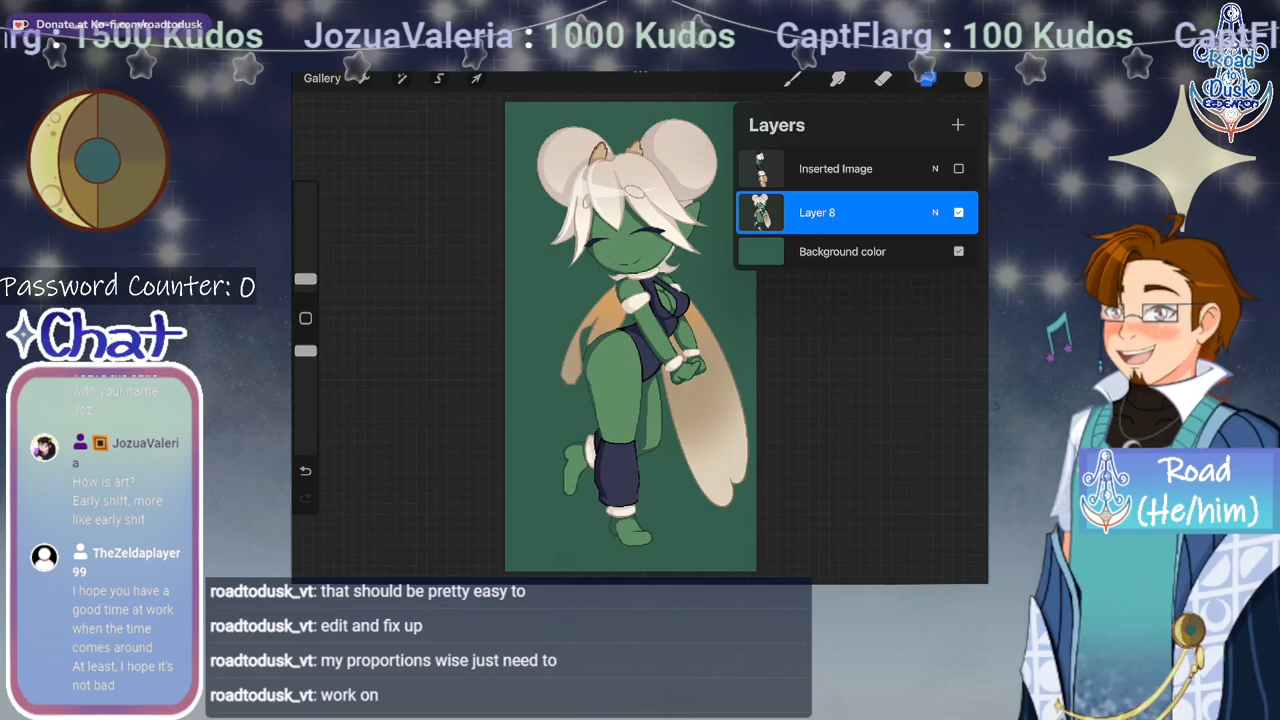 Donate at Ko-fi.com/roadtodusk
rg : 1500 Kudos JozuaValeria : 1000 Kudos CaptFlarg : 100 Kudos CaptFl
Road
to
Dusk
Gallery
Layers
Inserted Image N
Layer 8 N
Background color
Password Counter: 0
Chat
with your name
Joz
JozuaValeri
a
How is art?
Early shift, more
like early shit
TheZeldaplayer
99
I hope you have a
good time at work
when the time
comes around
At least, I hope it's
not bad
roadtodusk_vt: that should be pretty easy to
roadtodusk_vt: edit and fix up
roadtodusk_vt: my proportions wise just need to
roadtodusk_vt: work on
Road
(He/him)